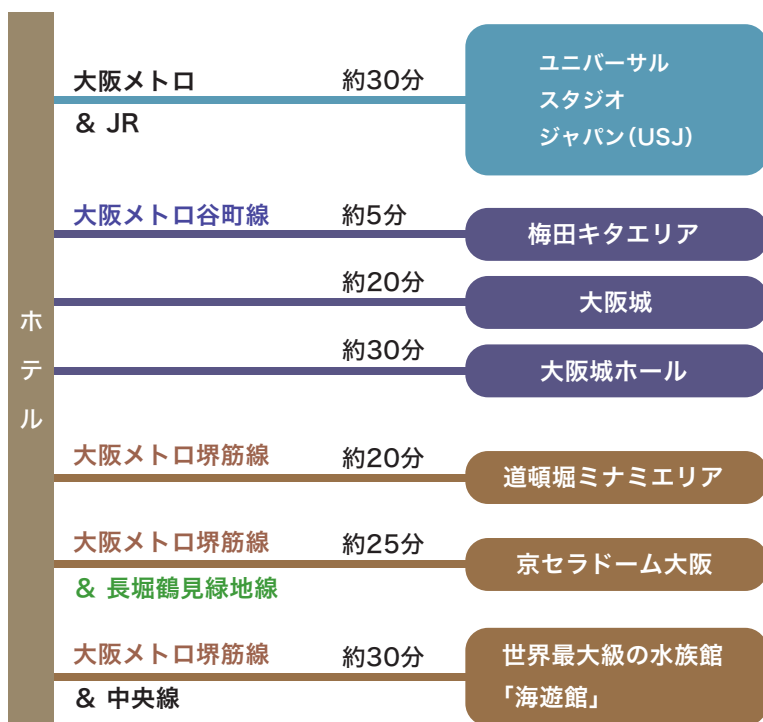 ホテル
大阪メトロ 約30分
& JR
ユニバーサル
スタジオ
ジャパン(USJ)
大阪メトロ谷町線 約5分
梅田キタエリア
約20分
大阪城
約30分
大阪城ホール
大阪メトロ堺筋線 約20分
道頓堀ミナミエリア
大阪メトロ堺筋線 約25分
& 長堀鶴見緑地線
京セラドーム大阪
大阪メトロ堺筋線 約30分
& 中央線
世界最大級の水族館
「海遊館」